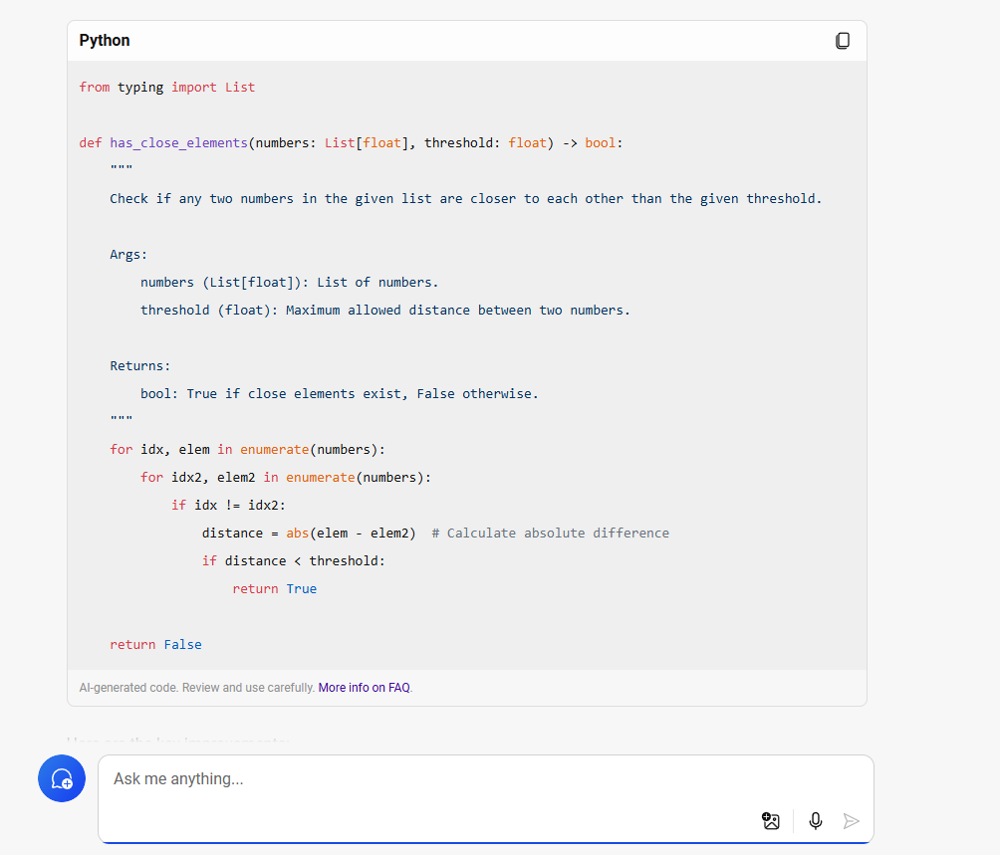 Python
from typing import List
def has_close_elements(numbers: List[float], threshold: float) -> bool:
    """
    Check if any two numbers in the given list are closer to each other than the given threshold.
    Args:
        numbers (List[float]): List of numbers.
        threshold (float): Maximum allowed distance between two numbers.
    Returns:
        bool: True if close elements exist, False otherwise.
    """
    for idx, elem in enumerate(numbers):
        for idx2, elem2 in enumerate(numbers):
            if idx != idx2:
                distance = abs(elem - elem2)  # Calculate absolute difference
                if distance < threshold:
                    return True
    return False
AI-generated code. Review and use carefully. More info on FAQ.
Ask me anything...